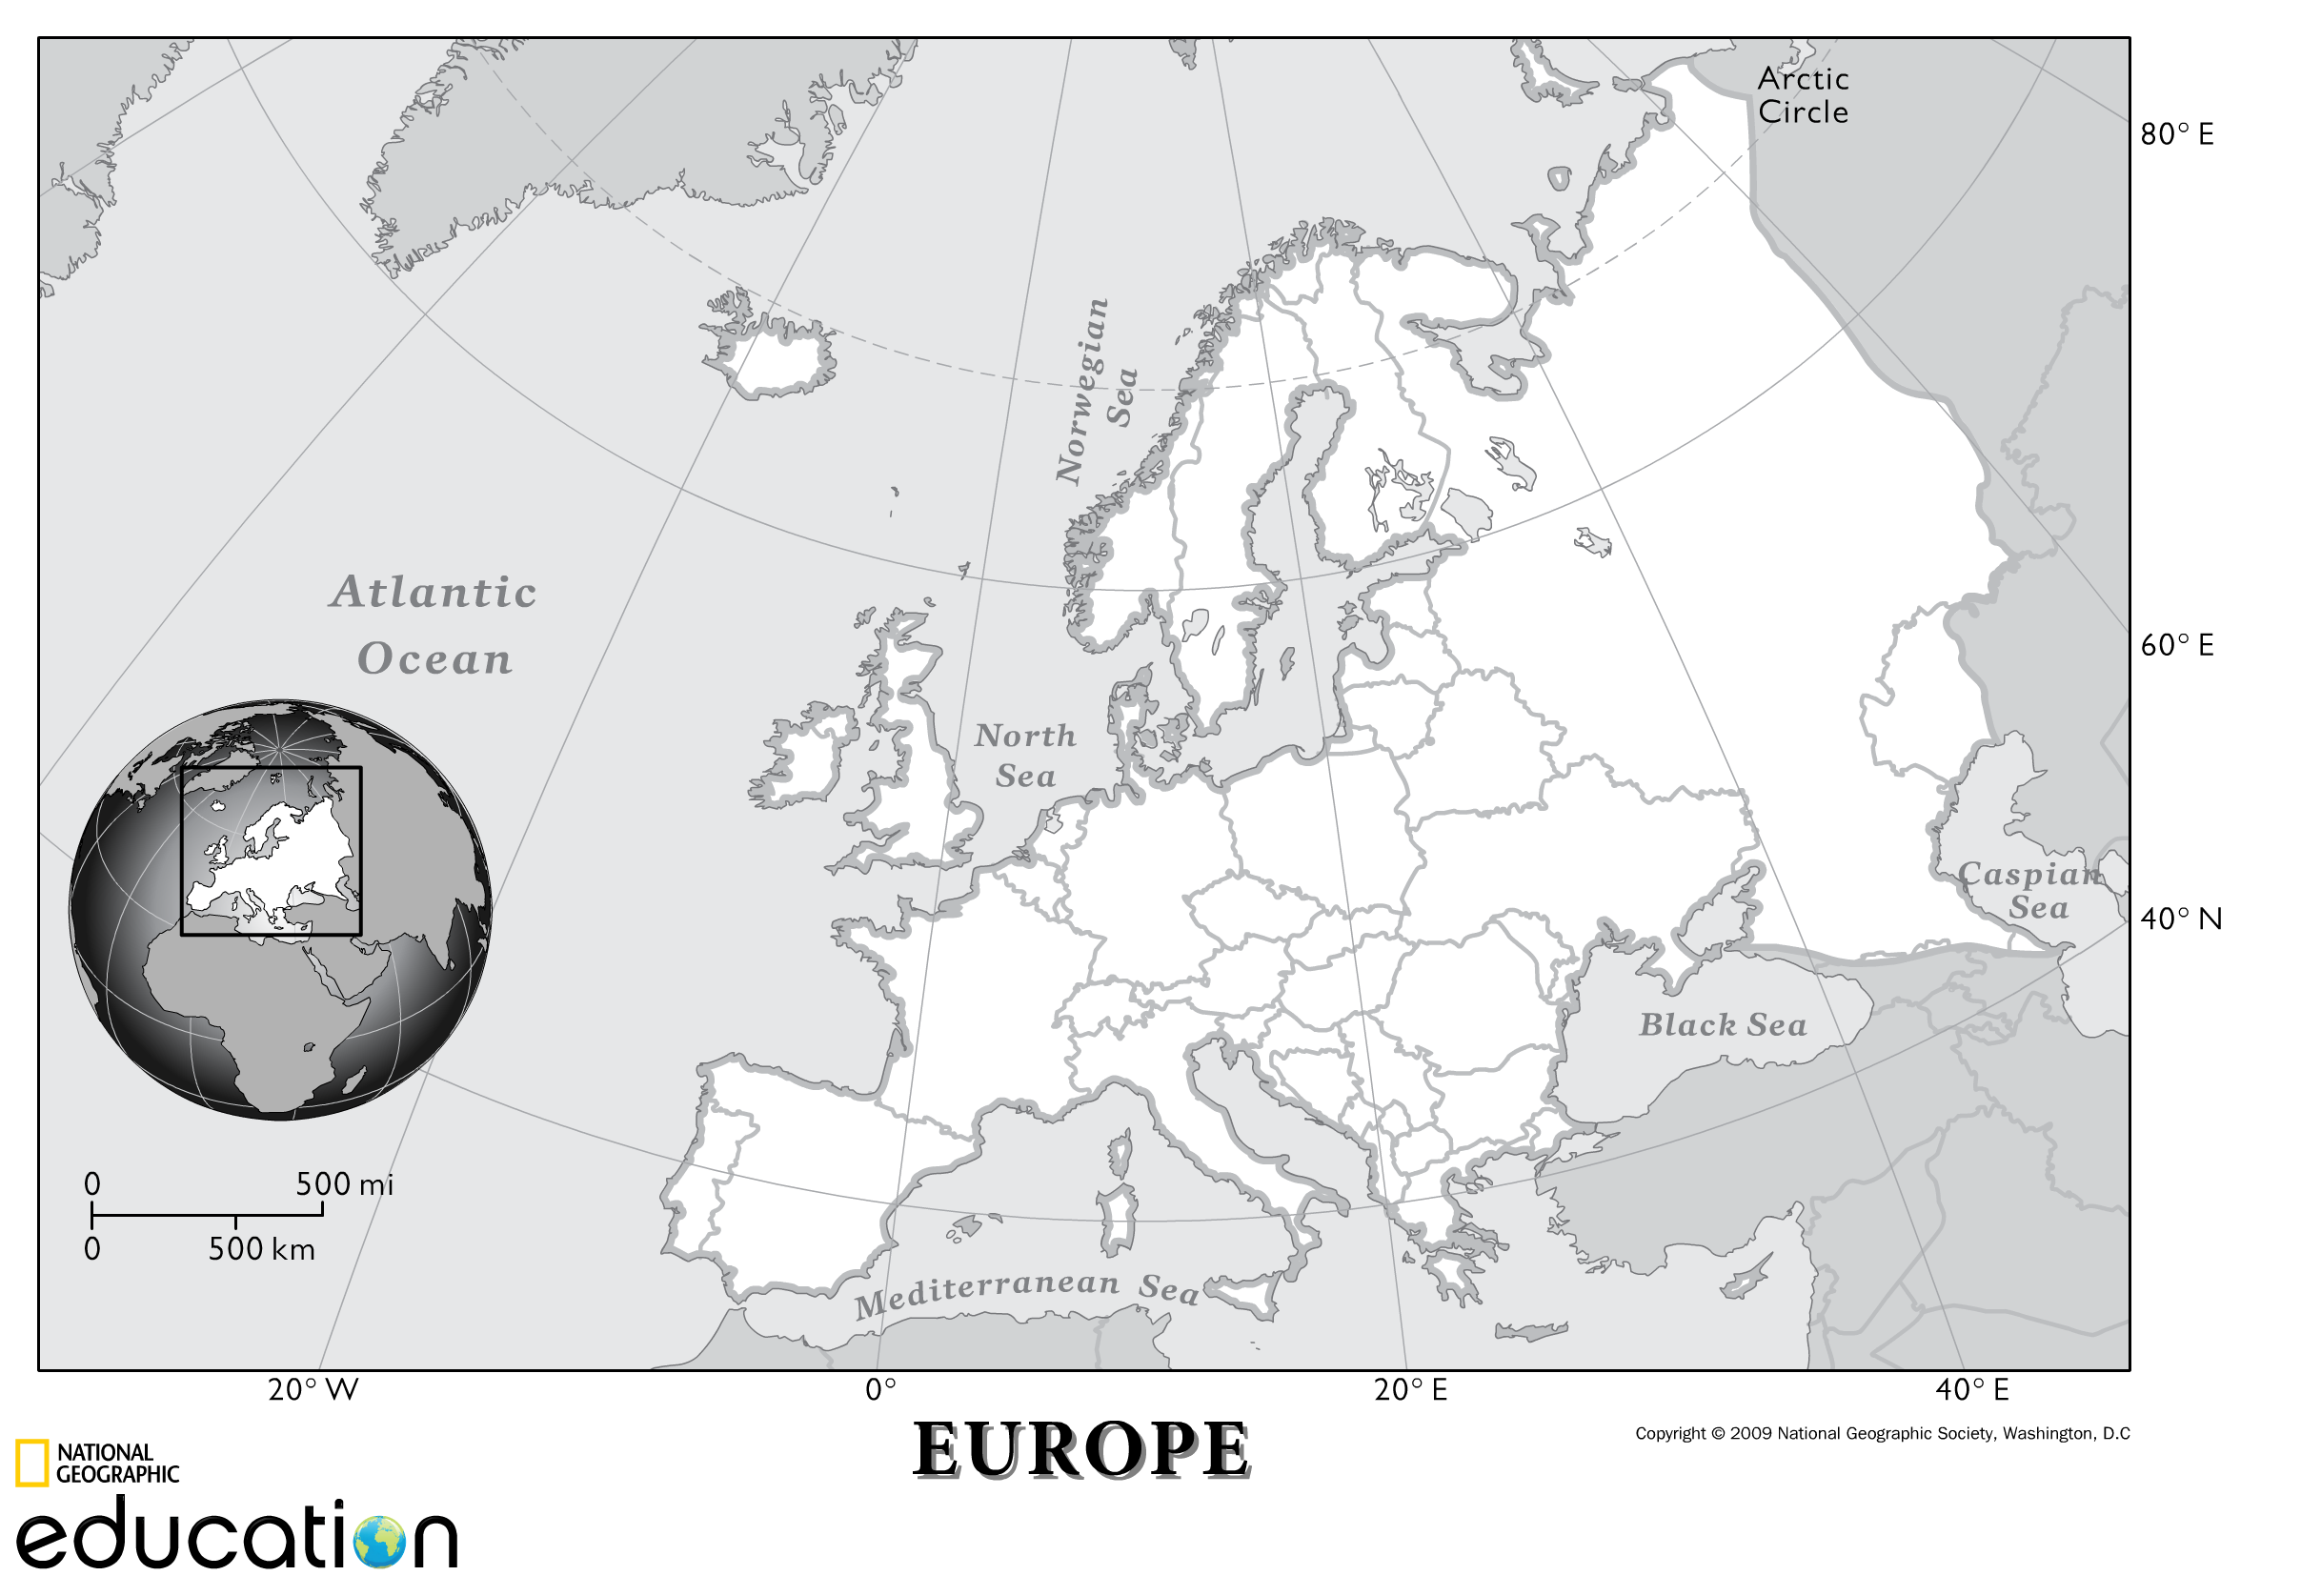 Arctic
Circle
80° E
Norwegian
Sea
Atlantic
Ocean
60° E
North
Sea
Caspian
Sea
40° N
Black Sea
0 500 mi
0 500 km
Mediterranean Sea
20° W 0° 20° E 40° E
EUROPE
Copyright © 2009 National Geographic Society, Washington, D.C
NATIONAL
GEOGRAPHIC
education